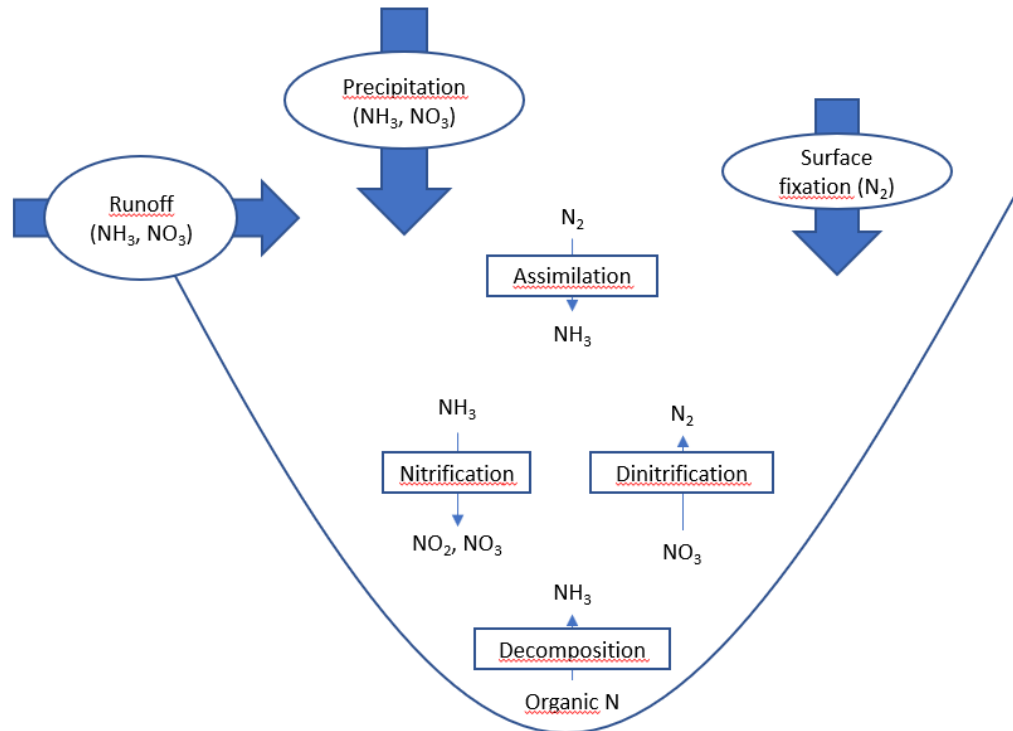 Precipitation
(NH₃, NO₃)
Surface
fixation (N₂)
Runoff
(NH₃, NO₃)
N₂
Assimilation
NH₃
NH₃
Nitrification
NO₂, NO₃
N₂
Dinitrification
NO₃
NH₃
Decomposition
Organic N